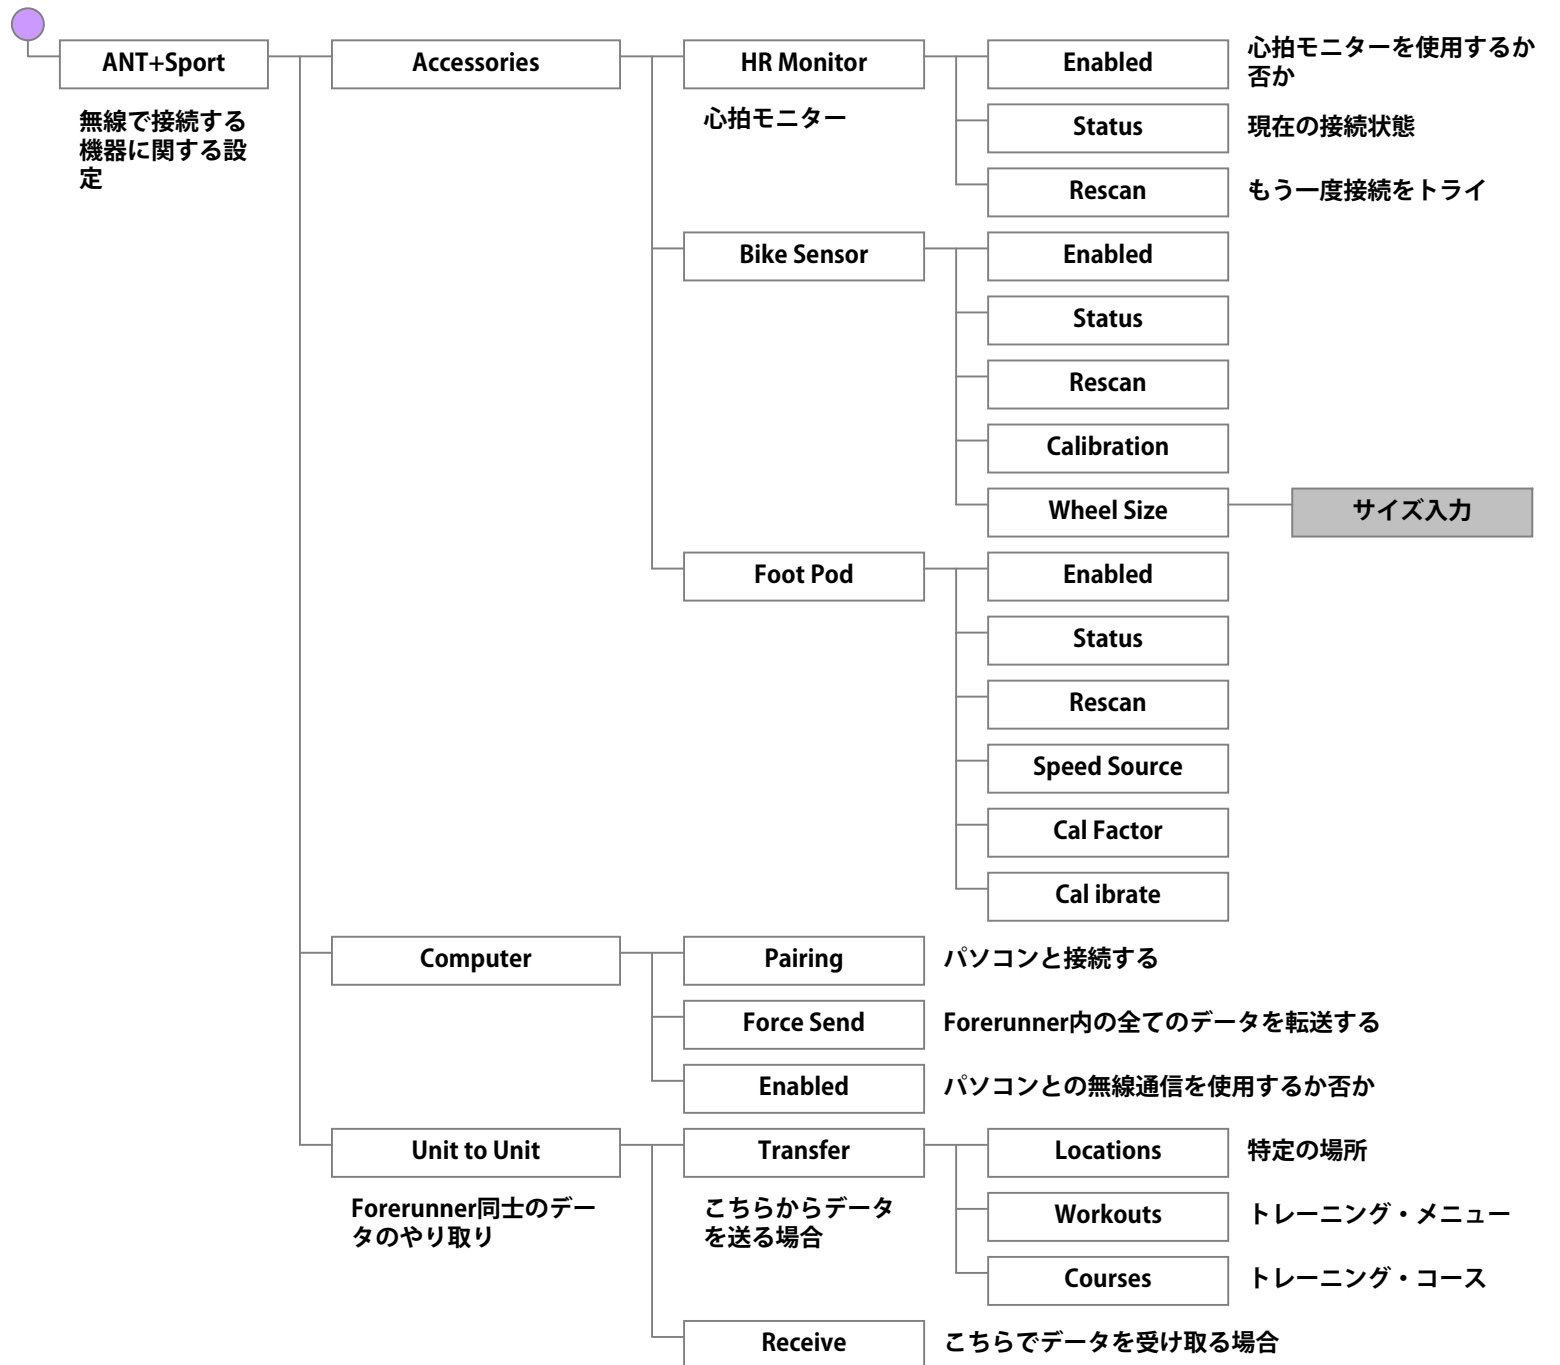 ANT+Sport
無線で接続する
機器に関する設
定
Accessories
HR Monitor
心拍モニター
Enabled
心拍モニターを使用するか
否か
Status
現在の接続状態
Rescan
もう一度接続をトライ
Bike Sensor
Enabled
Status
Rescan
Calibration
Wheel Size
サイズ入力
Foot Pod
Enabled
Status
Rescan
Speed Source
Cal Factor
Cal ibrate
Computer
Pairing
パソコンと接続する
Force Send
Forerunner内の全てのデータを転送する
Enabled
パソコンとの無線通信を使用するか否か
Unit to Unit
Forerunner同士のデー
タのやり取り
Transfer
こちらからデータ
を送る場合
Locations
特定の場所
Workouts
トレーニング・メニュー
Courses
トレーニング・コース
Receive
こちらでデータを受け取る場合